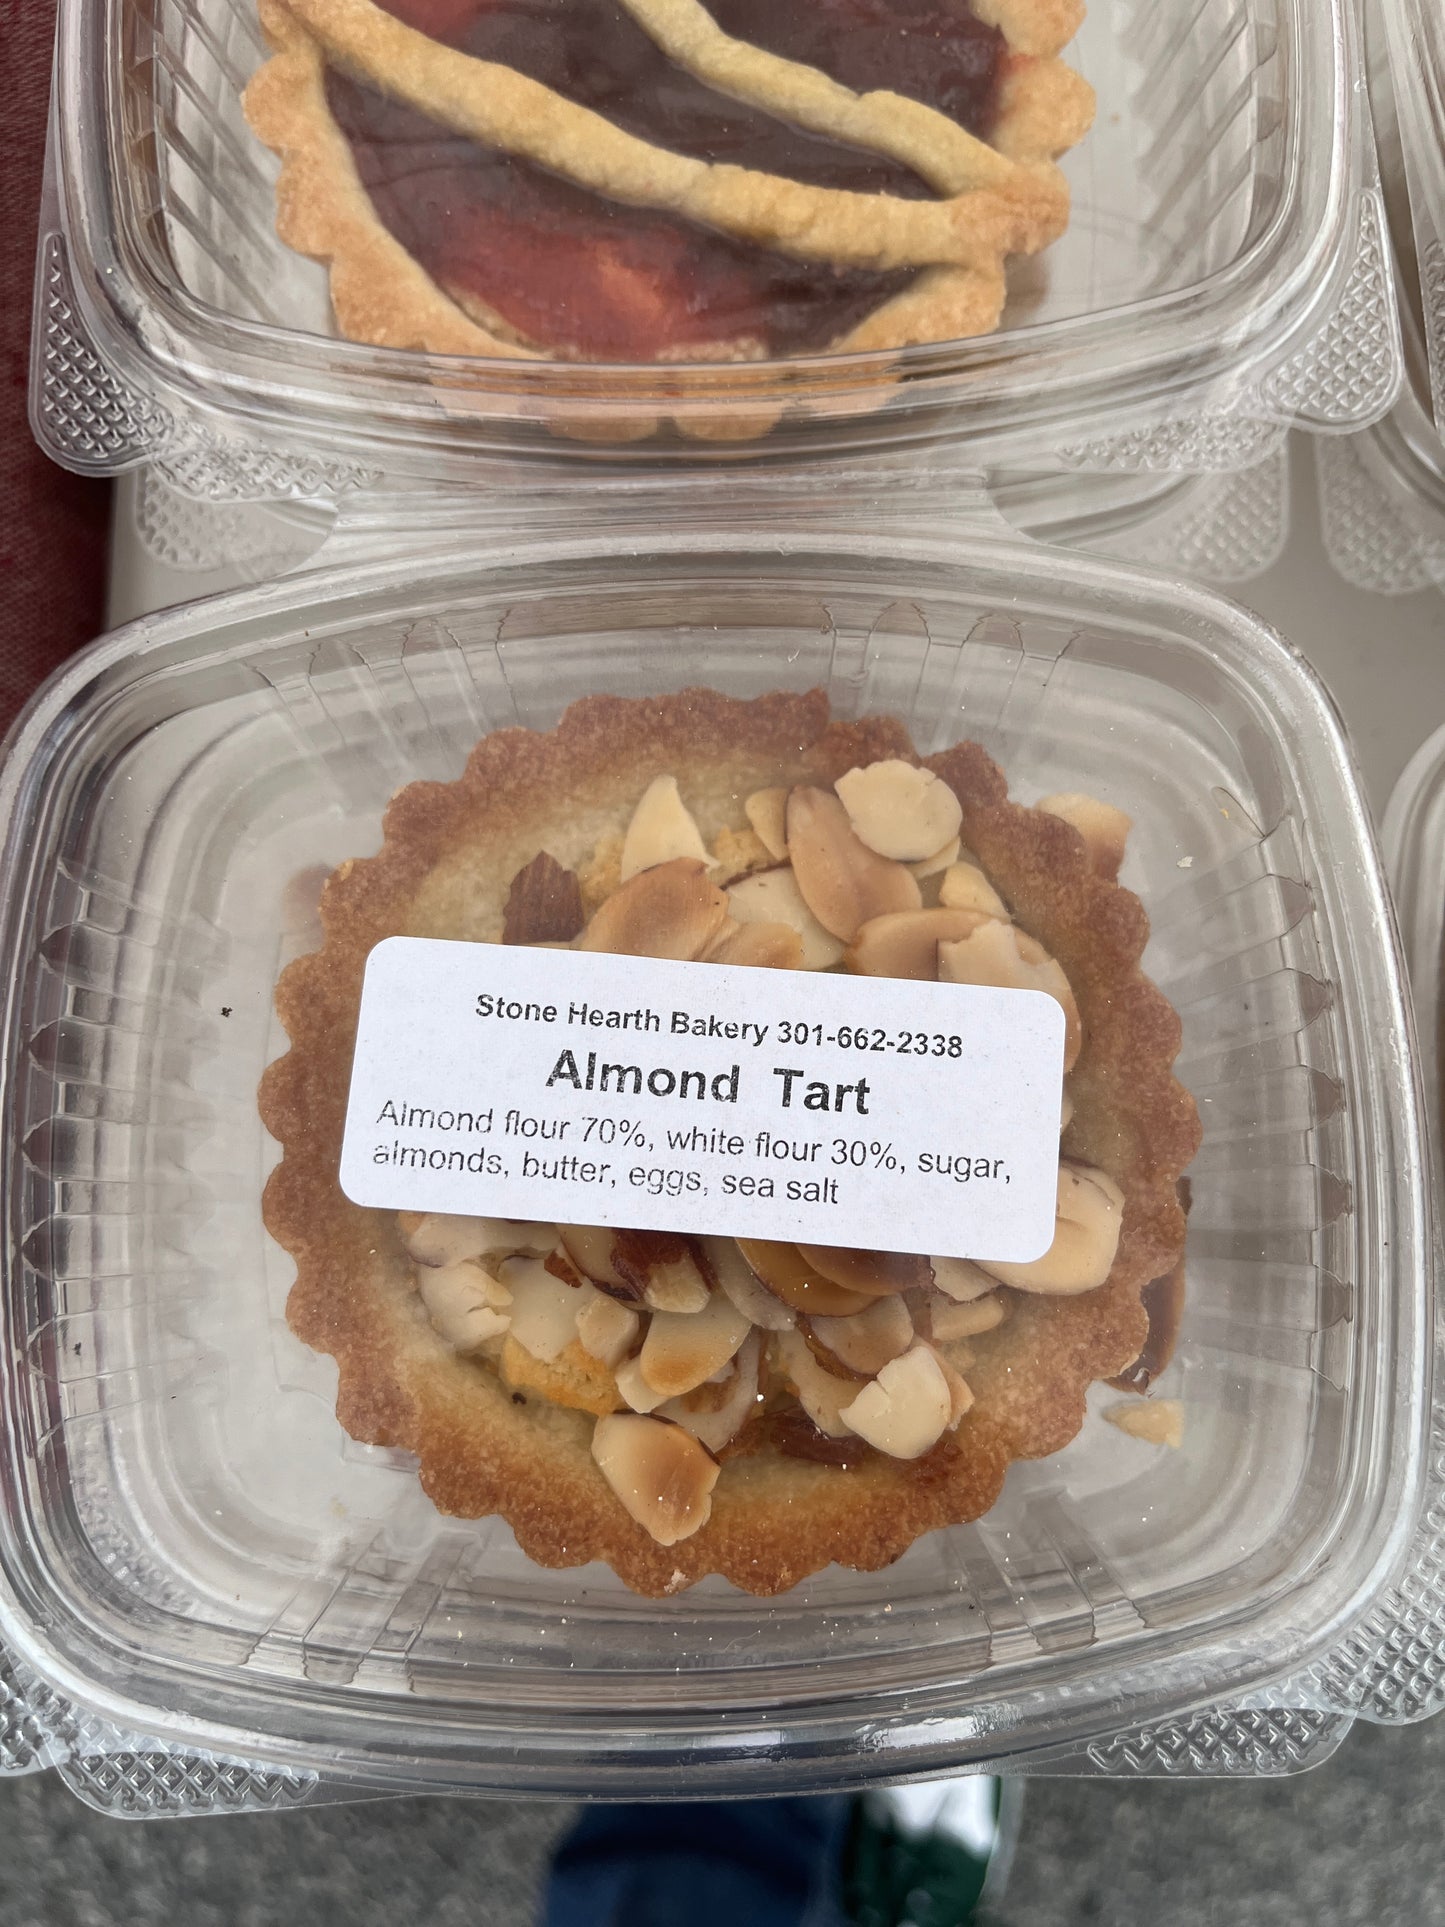 Stone Hearth Bakery 301-662-2338
Almond Tart
Almond flour 70%, white flour 30%, sugar,
almonds, butter, eggs, sea salt